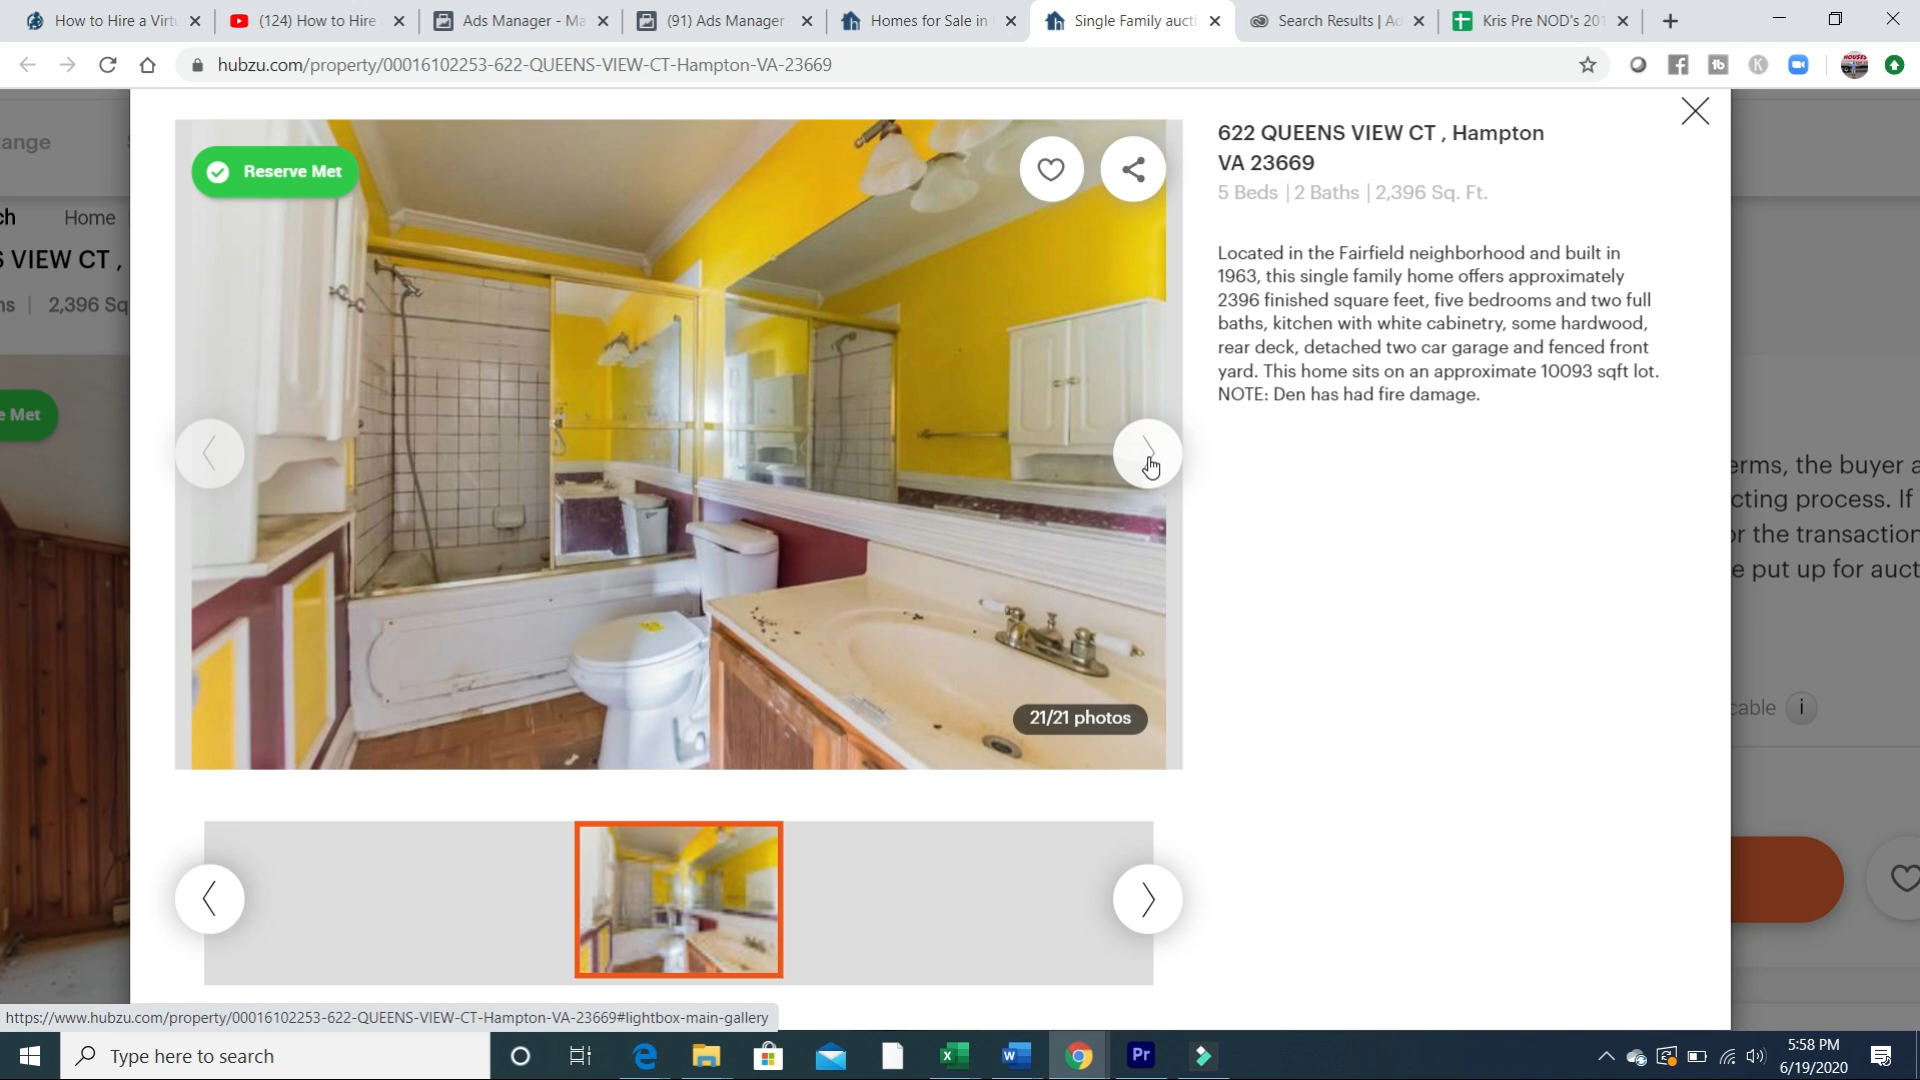 How to Hire a Virtu
(124) How to Hire
Ads Manager - Ma
(91) Ads Manager
Homes for Sale in
Single Family aucti
Search Results | Ad
Kris Pre NOD's 201
hubzu.com/property/00016102253-622-QUEENS-VIEW-CT-Hampton-VA-23669
ange
ch Home
S VIEW CT ,
ns | 2,396 Sq
e Met
Reserve Met
21/21 photos
622 QUEENS VIEW CT , Hampton
VA 23669
5 Beds | 2 Baths | 2,396 Sq. Ft.
Located in the Fairfield neighborhood and built in
1963, this single family home offers approximately
2396 finished square feet, five bedrooms and two full
baths, kitchen with white cabinetry, some hardwood,
rear deck, detached two car garage and fenced front
yard. This home sits on an approximate 10093 sqft lot.
NOTE: Den has had fire damage.
erms, the buyer a
cting process. If
or the transaction
e put up for auct
cable i
https://www.hubzu.com/property/00016102253-622-QUEENS-VIEW-CT-Hampton-VA-23669#lightbox-main-gallery
Type here to search
Pr
5:58 PM
6/19/2020